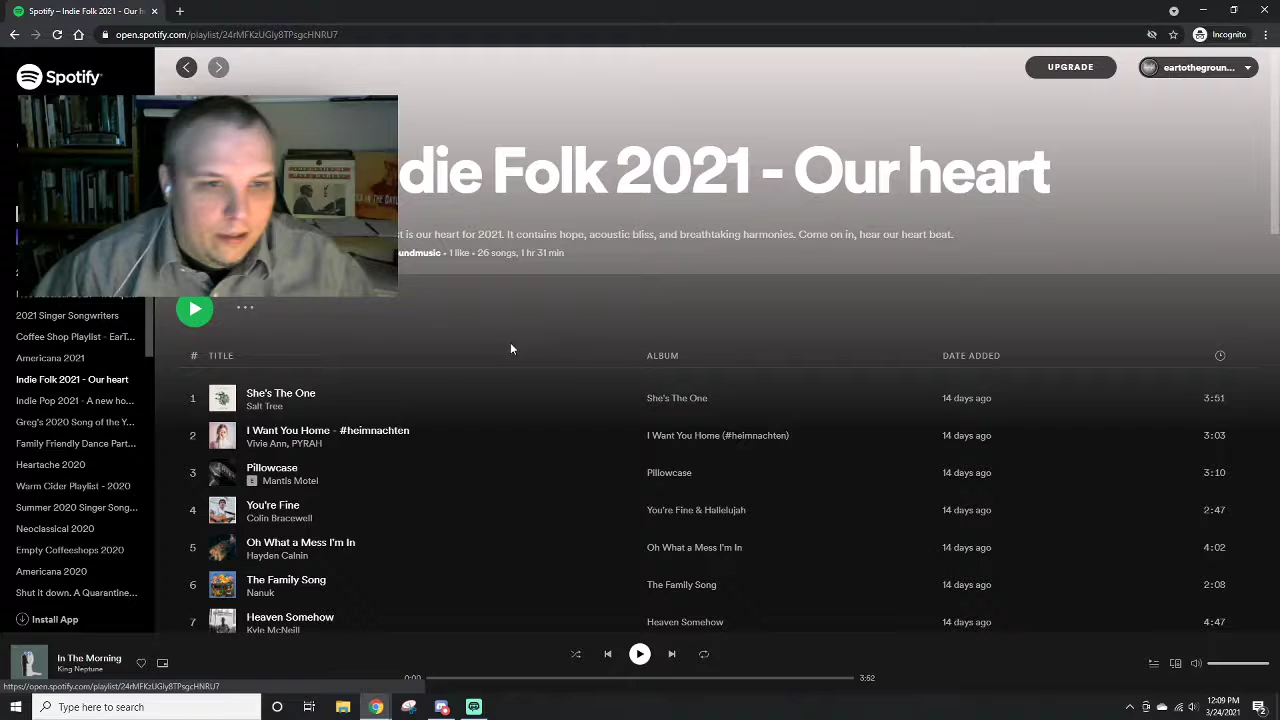 Spotify – Indie Folk 2021 - Our h
open.spotify.com/playlist/24rMFKzUGly8TPsgcHNRU7
Incognito
Spotify
UPGRADE
eartothegroun...
die Folk 2021 - Our heart
t is our heart for 2021. It contains hope, acoustic bliss, and breathtaking harmonies. Come on in, hear our heart beat.
undmusic • 1 like • 26 songs, 1 hr 31 min
2021 Singer Songwriters
Coffee Shop Playlist - EarT...
Americana 2021
Indie Folk 2021 - Our heart
Indie Pop 2021 - A new ho...
Greg's 2020 Song of the Y...
Family Friendly Dance Part...
Heartache 2020
Warm Cider Playlist - 2020
Summer 2020 Singer Song...
Neoclassical 2020
Empty Coffeeshops 2020
Americana 2020
Shut it down. A Quarantine...
Install App
# TITLE ALBUM DATE ADDED
1 She's The One She's The One 14 days ago 3:51
Salt Tree
2 I Want You Home - #heimnachten I Want You Home (#heimnachten) 14 days ago 3:03
Vivie Ann, PYRAH
3 Pillowcase Pillowcase 14 days ago 3:10
E Mantis Motel
4 You're Fine You're Fine & Hallelujah 14 days ago 2:47
Colin Bracewell
5 Oh What a Mess I'm In Oh What a Mess I'm In 14 days ago 4:02
Hayden Calnin
6 The Family Song The Family Song 14 days ago 2:08
Nanuk
7 Heaven Somehow Heaven Somehow 14 days ago 4:47
Kyle McNeill
In The Morning
King Neptune
0:00 3:52
https://open.spotify.com/playlist/24rMFKzUGly8TPsgcHNRU7
Type here to search
12:09 PM
3/24/2021
2